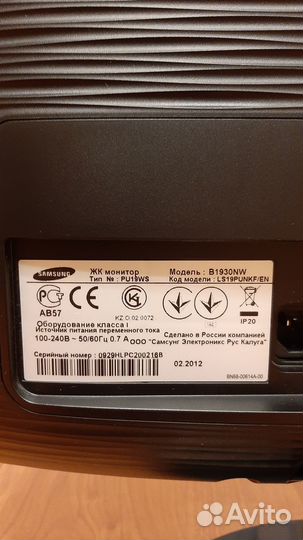 SAMSUNG
ЖК монитор
Тип №: PU19WS
Модель : B1930NW
Код модели : LS19PUNKF/EN
АВ57
KZ.O.02.0072
IP20
Оборудование класса I
Источник питания переменного тока
100-240В ~ 50/60Гц 0.7 А
Сделано в России компанией
ООО "Самсунг Электроникс Рус Калуга"
Серийный номер : 0929HLPC200216B
02.2012
BN68-00614A-00
Avito